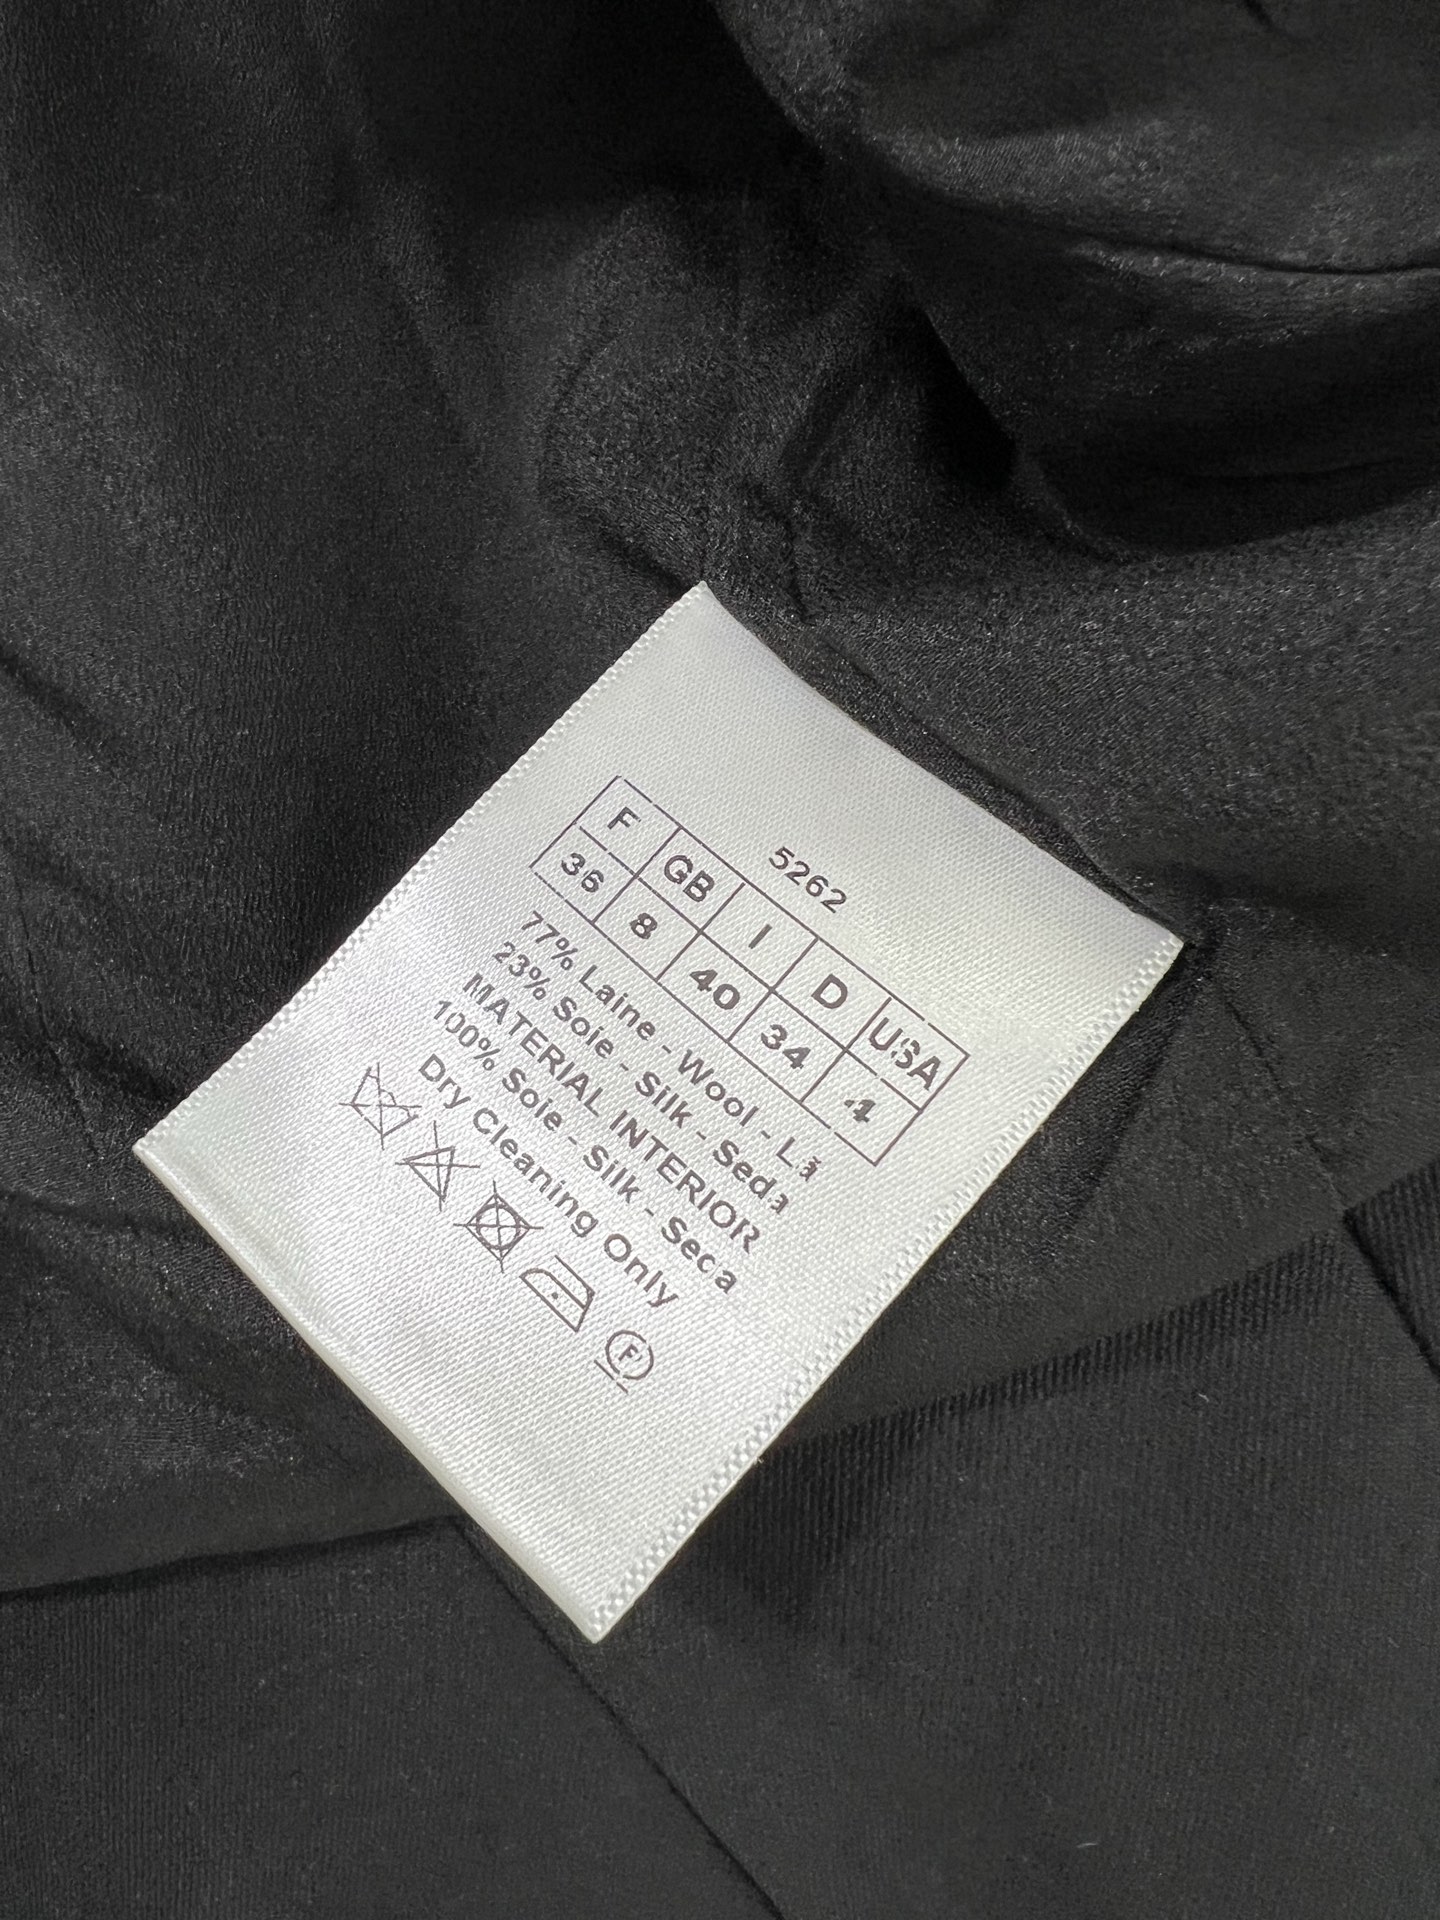 5262
F GB I D USA
36 8 40 34 4
77% Laine - Wool -
23% Soie - Silk - Seda
MATERIAL INTERIOR
100% Soie - Silk - Seca
Dry Cleaning Only
F